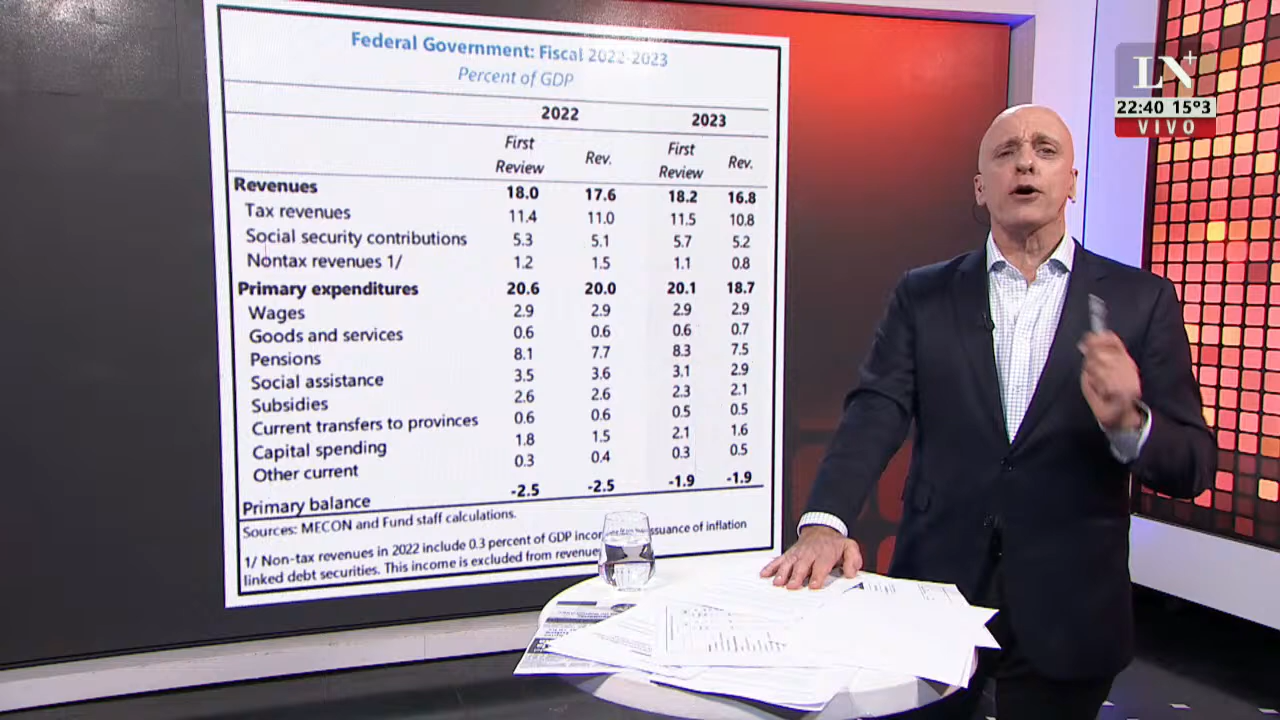 Federal Government: Fiscal 2022-2023
Percent of GDP
2022 2023
First Review Rev. First Review Rev.
Revenues 18.0 17.6 18.2 16.8
Tax revenues 11.4 11.0 11.5 10.8
Social security contributions 5.3 5.1 5.7 5.2
Nontax revenues 1/ 1.2 1.5 1.1 0.8
Primary expenditures 20.6 20.0 20.1 18.7
Wages 2.9 2.9 2.9 2.9
Goods and services 0.6 0.6 0.6 0.7
Pensions 8.1 7.7 8.3 7.5
Social assistance 3.5 3.6 3.1 2.9
Subsidies 2.6 2.6 2.3 2.1
Current transfers to provinces 0.6 0.6 0.5 0.5
Capital spending 1.8 1.5 2.1 1.6
Other current 0.3 0.4 0.3 0.5
Primary balance -2.5 -2.5 -1.9 -1.9
Sources: MECON and Fund staff calculations.
1/ Non-tax revenues in 2022 include 0.3 percent of GDP of inflation
linked debt securities. This income is excluded from
LN+
22:40 15°3
VIVO